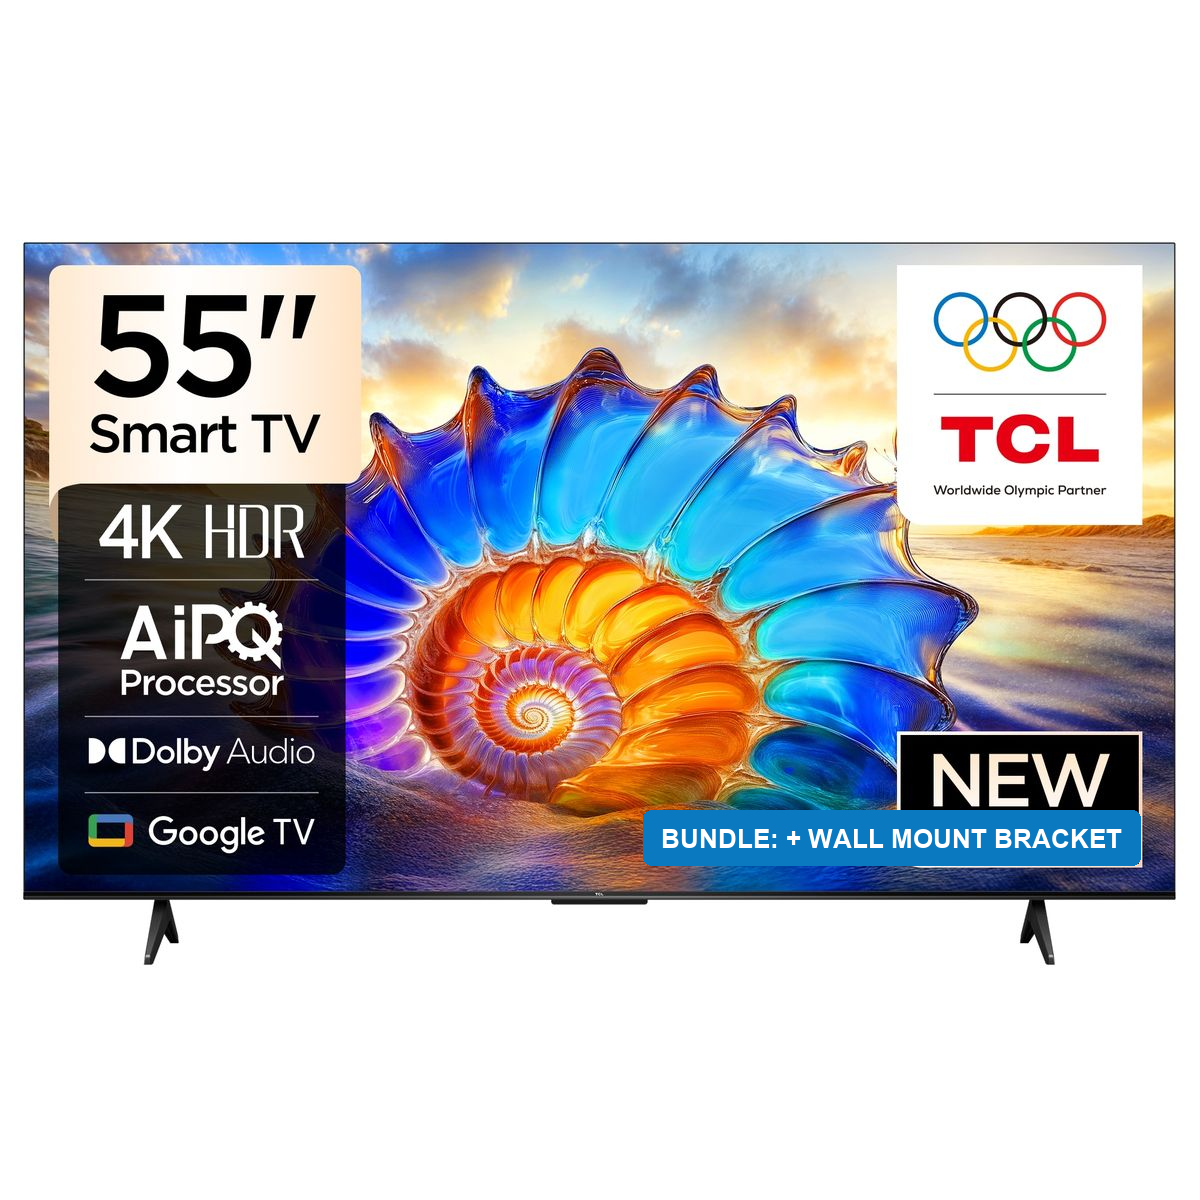 55"
Smart TV
4K HDR
AiPQ
Processor
Dolby Audio
Google TV
TCL
Worldwide Olympic Partner
NEW
BUNDLE: + WALL MOUNT BRACKET
TCL